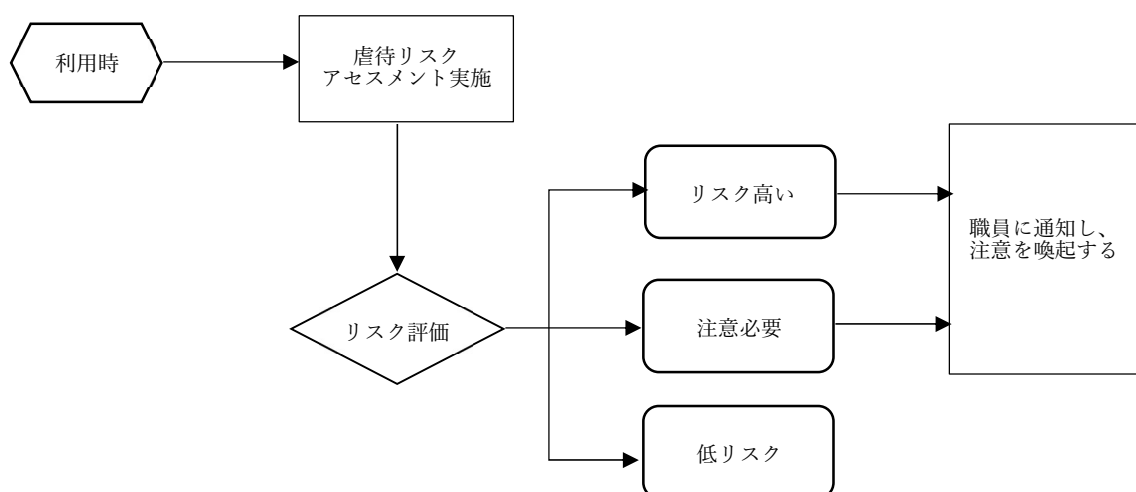 利用時
虐待リスク
アセスメント実施
リスク評価
リスク高い
注意必要
低リスク
職員に通知し、
注意を喚起する